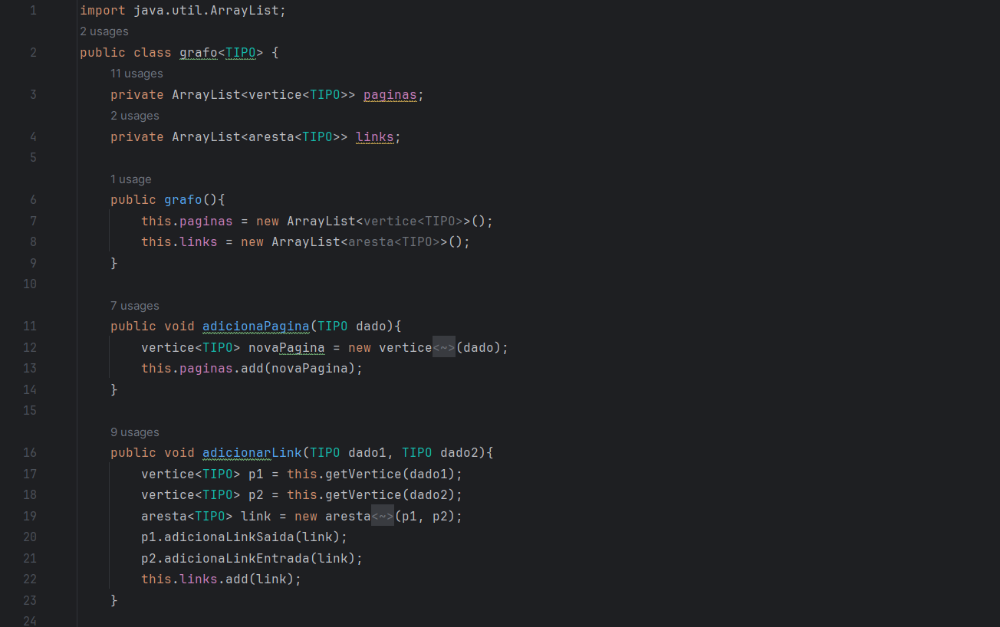 1 import java.util.ArrayList;
2 usages
2 public class grafo<TIPO> {
11 usages
3 private ArrayList<vertice<TIPO>> paginas;
2 usages
4 private ArrayList<aresta<TIPO>> links;
5
1 usage
6 public grafo(){
7 this.paginas = new ArrayList<vertice<TIPO>>();
8 this.links = new ArrayList<aresta<TIPO>>();
9 }
10
7 usages
11 public void adicionaPagina(TIPO dado){
12 vertice<TIPO> novaPagina = new vertice<~>(dado);
13 this.paginas.add(novaPagina);
14 }
15
9 usages
16 public void adicionarLink(TIPO dado1, TIPO dado2){
17 vertice<TIPO> p1 = this.getVertice(dado1);
18 vertice<TIPO> p2 = this.getVertice(dado2);
19 aresta<TIPO> link = new aresta<~>(p1, p2);
20 p1.adicionaLinkSaida(link);
21 p2.adicionaLinkEntrada(link);
22 this.links.add(link);
23 }
24